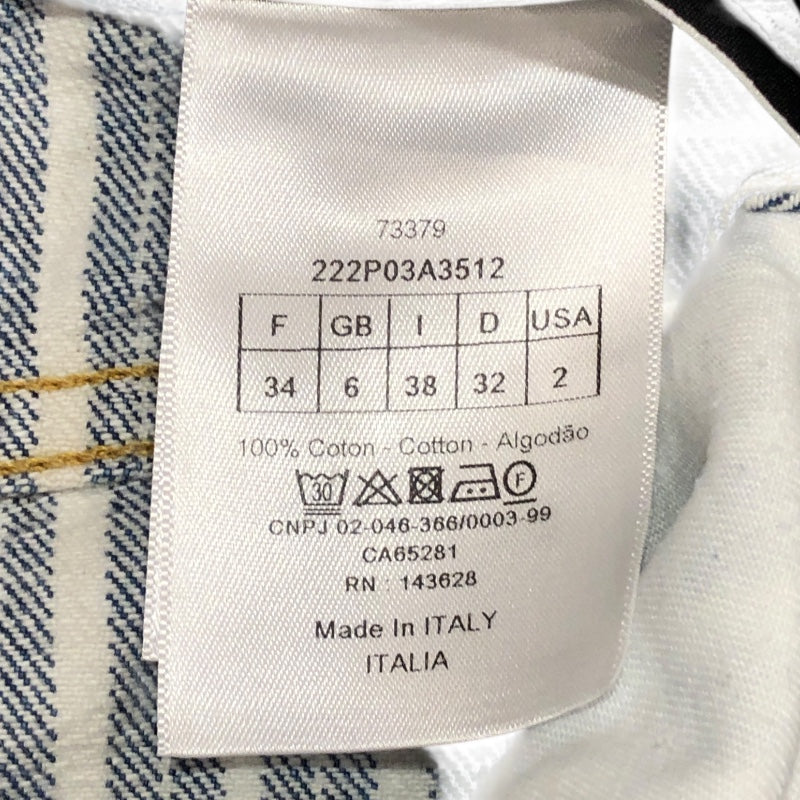 73379
222P03A3512
F GB I D USA
34 6 38 32 2
100% Coton - Cotton - Algodão
30 F
CNPJ 02-046-366/0003-99
CA65281
RN : 143628
Made In ITALY
ITALIA